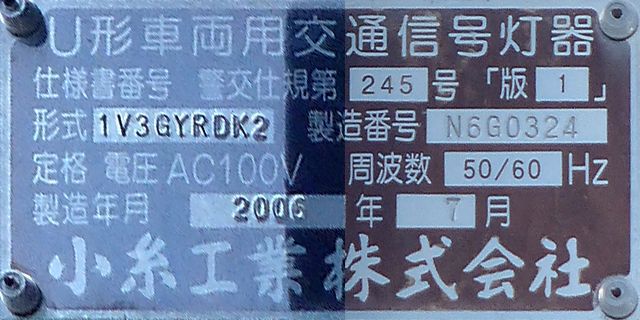 U形車両用交通信号灯器
仕様書番号 警交仕規第 245 号 「版 1 」
形式 1V3GYRDK2 製造番号 N6G0324
定格 電圧 AC100V 周波数 50/60 Hz
製造年月 2006 年 7 月
小糸工業株式会社